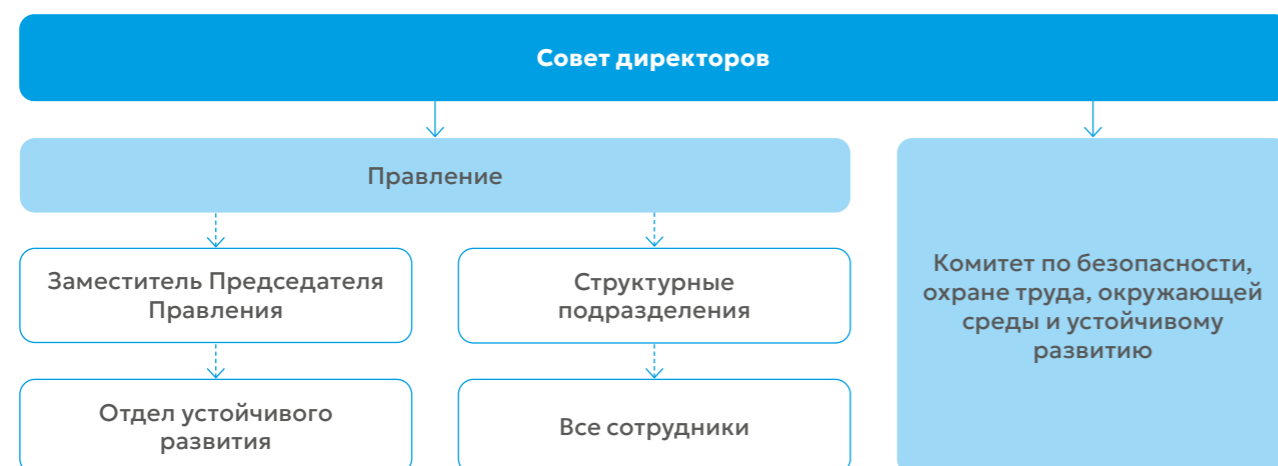 Совет директоров
Правление
Заместитель Председателя
Правления
Структурные
подразделения
Комитет по безопасности,
охране труда, окружающей
среды и устойчивому
развитию
Отдел устойчивого
развития
Все сотрудники